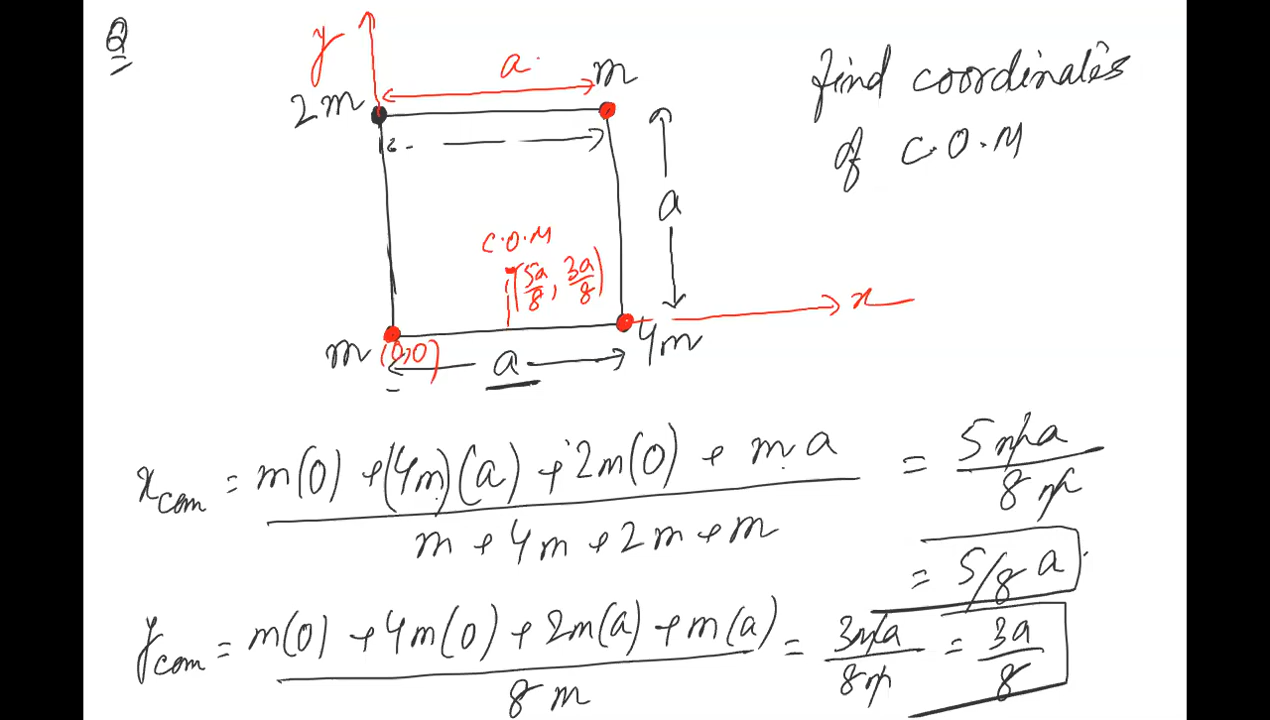 Q
y
a
2m
m
find coordinates
of C.O.M
a
C.O.M
(5a/8, 3a/8)
x
m
(0,0)
a
4m
x_com = (m(0) + (4m)(a) + 2m(0) + m.a) / (m + 4m + 2m + m) = 5ma / 8m
= 5/8 a
y_com = (m(0) + 4m(0) + 2m(a) + m(a)) / 8m = 3ma / 8m = 3a / 8